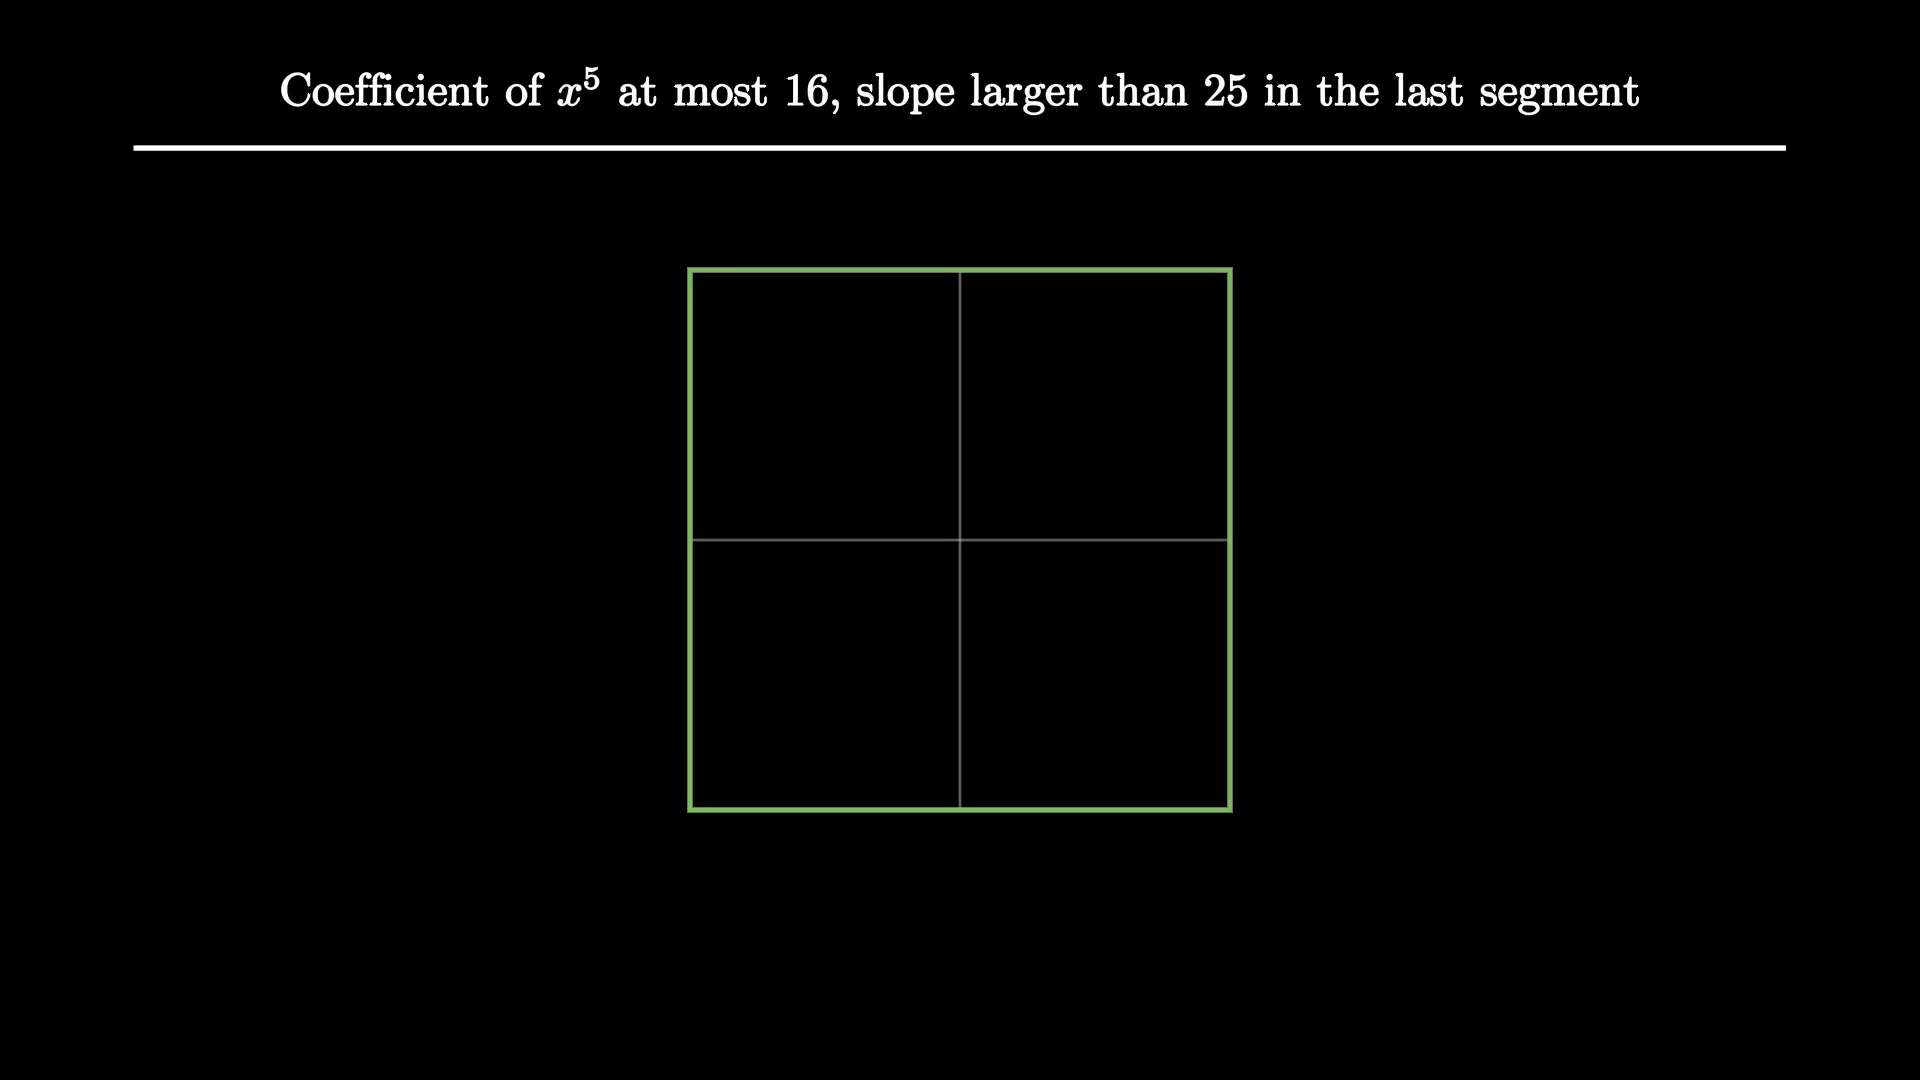 Coefficient of $x^5$ at most 16, slope larger than 25 in the last segment